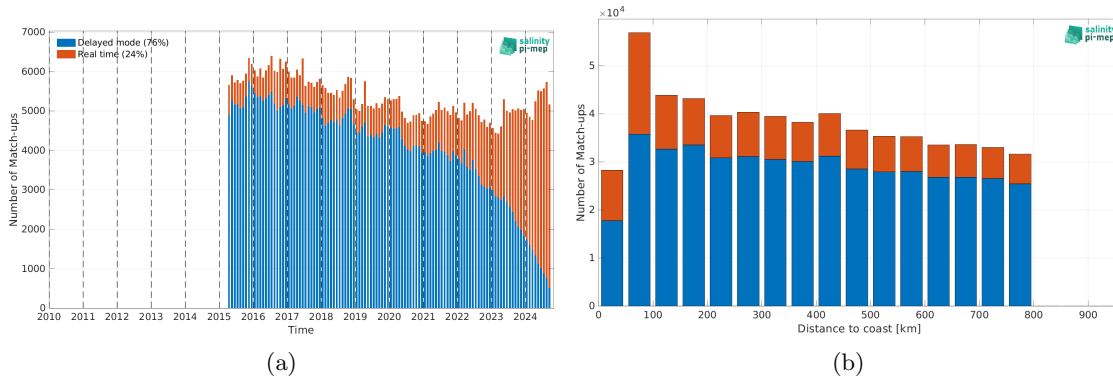 7000
6000
5000
4000
3000
2000
1000
0
Number of Match-ups
Delayed mode (76%)
Real time (24%)
salinity
pi-mep
2010 2011 2012 2013 2014 2015 2016 2017 2018 2019 2020 2021 2022 2023 2024
Time
(a)
×10⁴
5
4
3
2
1
0
Number of Match-ups
salinity
pi-mep
0 100 200 300 400 500 600 700 800 900
Distance to coast [km]
(b)